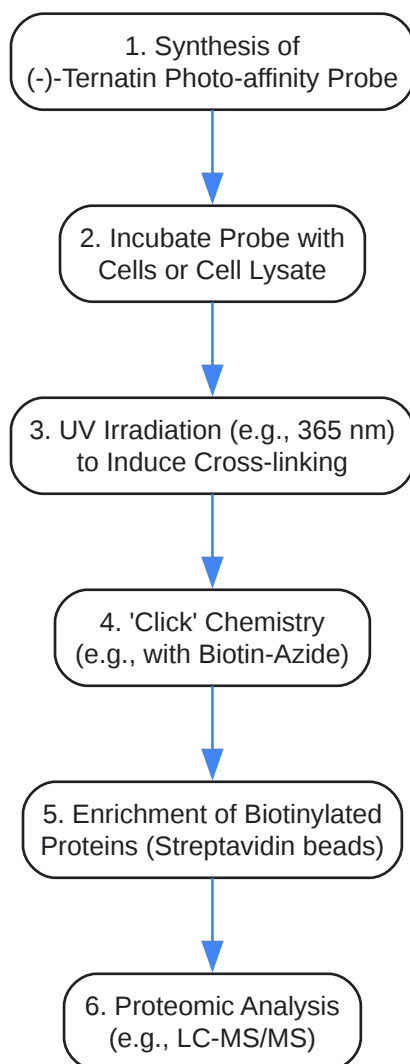 1. Synthesis of
(-)-Ternatin Photo-affinity Probe
2. Incubate Probe with
Cells or Cell Lysate
3. UV Irradiation (e.g., 365 nm)
to Induce Cross-linking
4. 'Click' Chemistry
(e.g., with Biotin-Azide)
5. Enrichment of Biotinylated
Proteins (Streptavidin beads)
6. Proteomic Analysis
(e.g., LC-MS/MS)